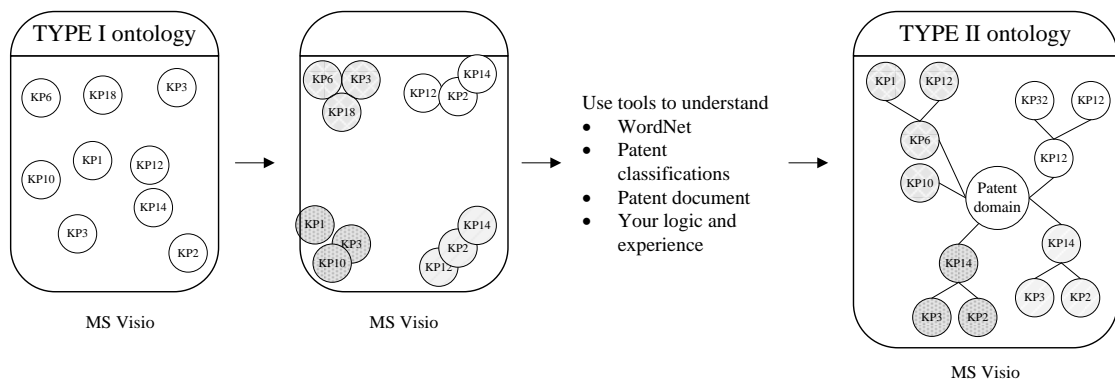 TYPE I ontology
KP6
KP18
KP3
KP1
KP10
KP12
KP14
KP3
KP2
MS Visio
KP6
KP3
KP18
KP12
KP2
KP14
KP1
KP3
KP10
KP14
KP2
KP12
MS Visio
Use tools to understand
• WordNet
• Patent
classifications
• Patent document
• Your logic and
experience
TYPE II ontology
KP1
KP12
KP6
KP10
KP32
KP12
KP12
Patent
domain
KP14
KP3
KP2
KP14
KP3
KP2
MS Visio